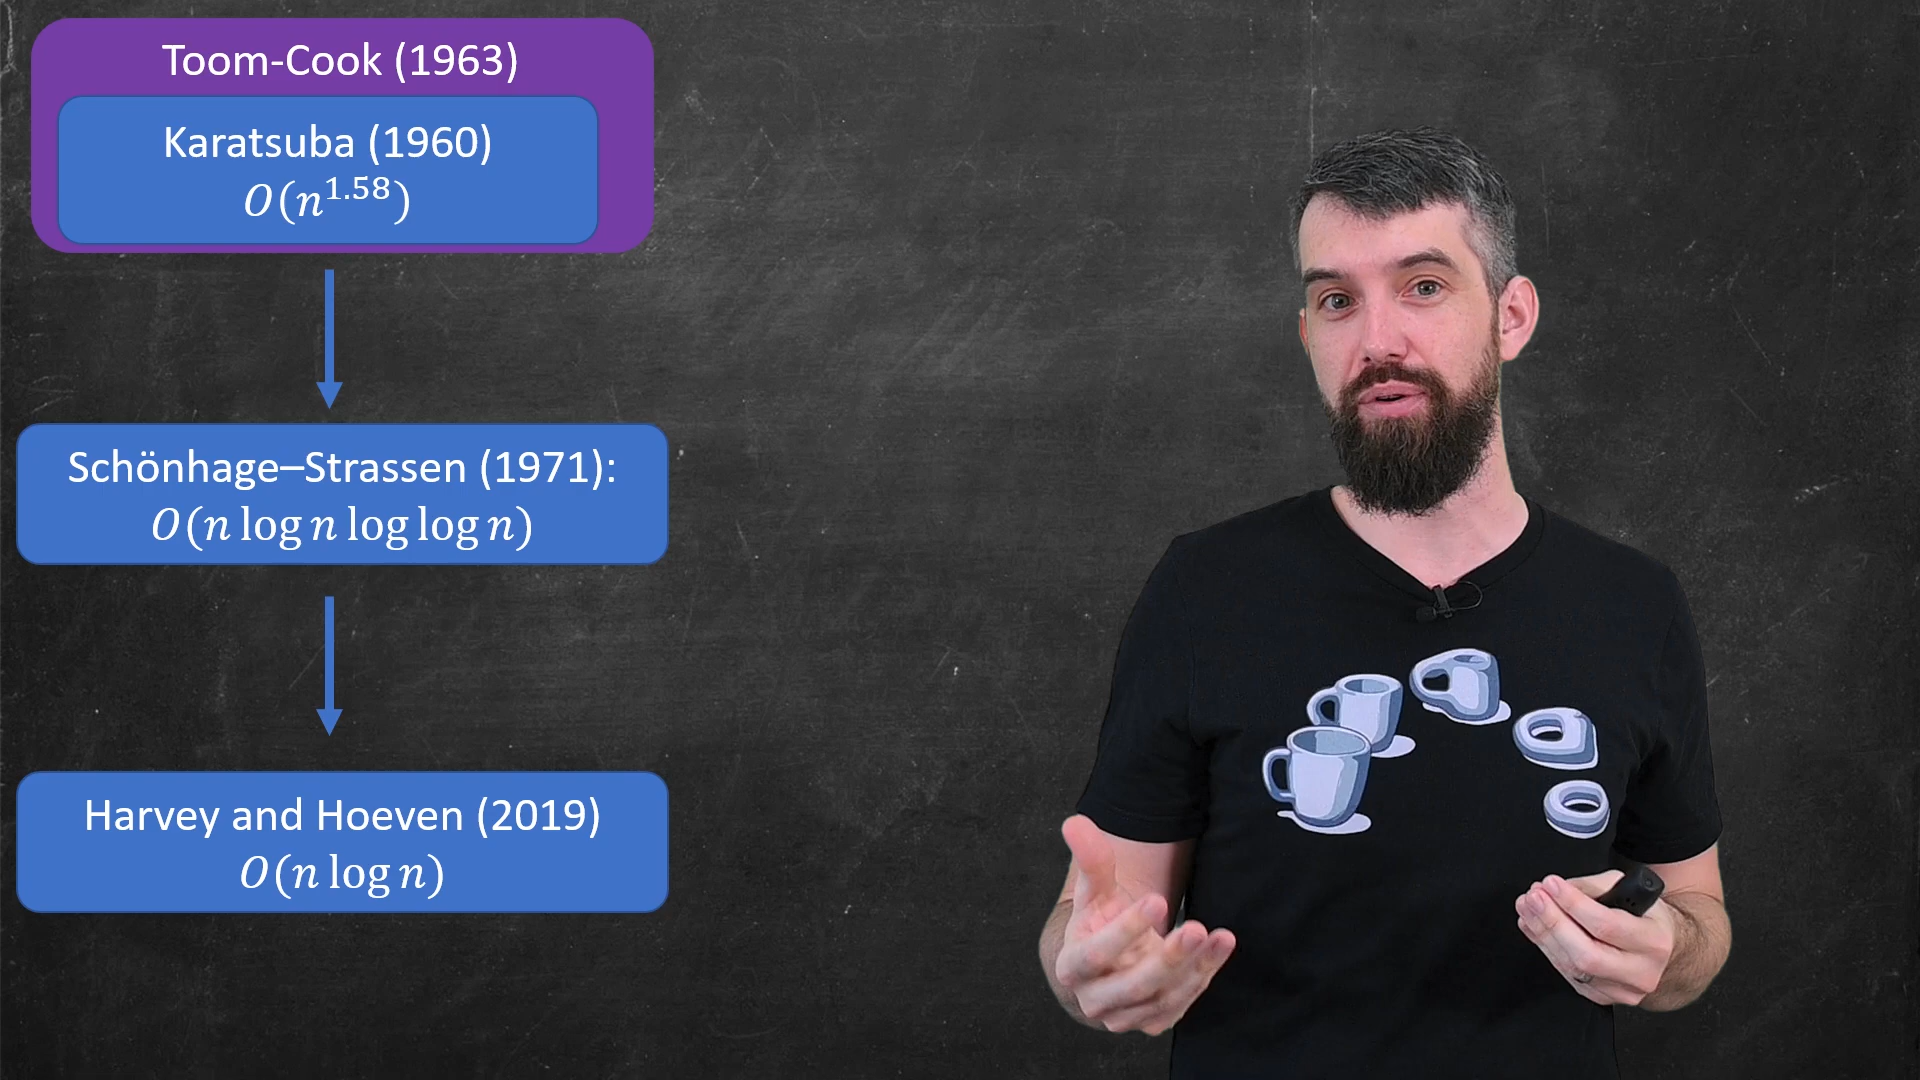 Toom-Cook (1963)
Karatsuba (1960)
O(n^1.58)
Schönhage–Strassen (1971):
O(n log n log log n)
Harvey and Hoeven (2019)
O(n log n)